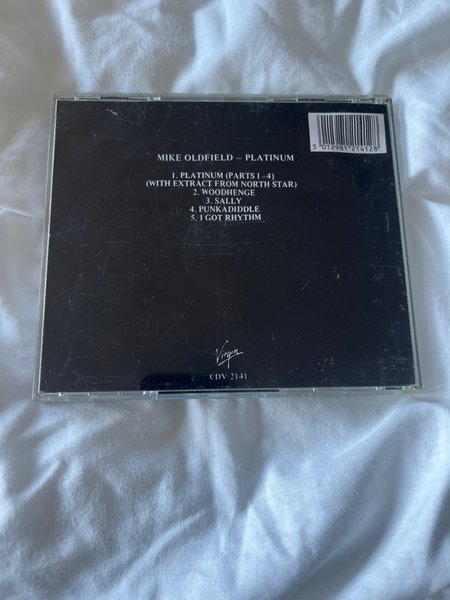 5 012981 214128
MIKE OLDFIELD – PLATINUM
1. PLATINUM (PARTS 1–4)
(WITH EXTRACT FROM NORTH STAR)
2. WOODHENGE
3. SALLY
4. PUNKADIDDLE
5. I GOT RHYTHM
Virgin
CDV 2141